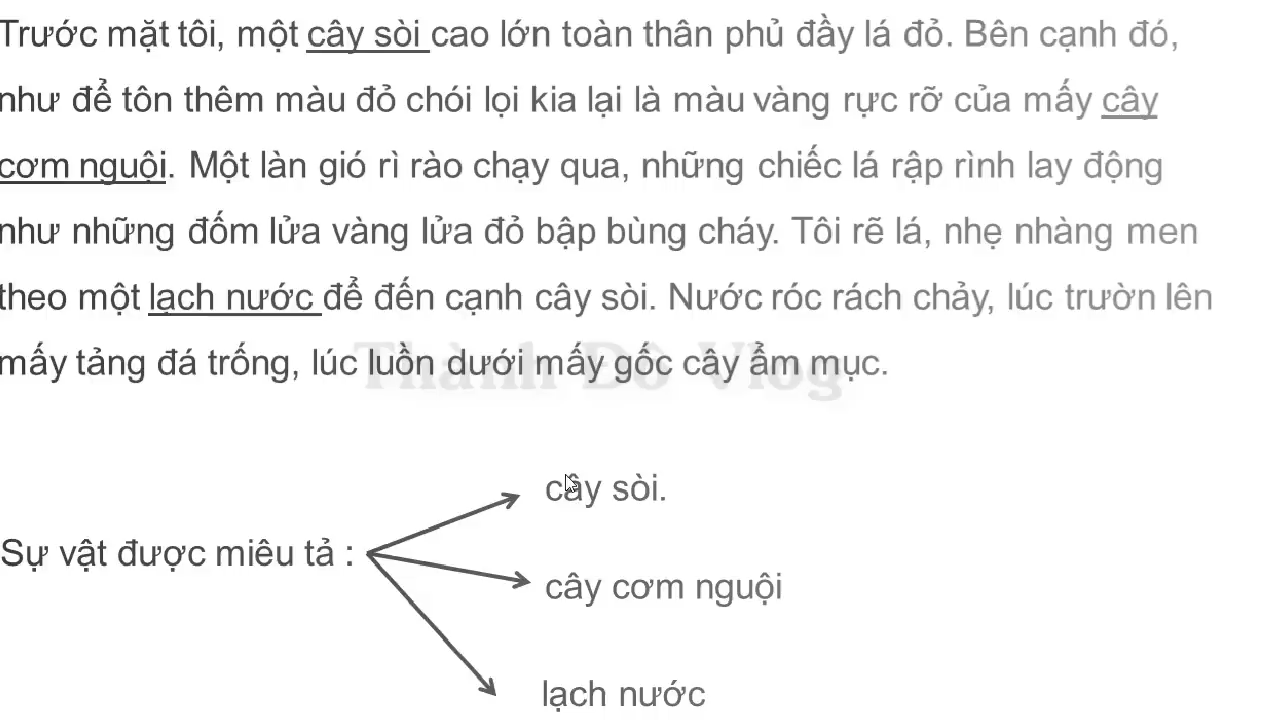 Trước mặt tôi, một cây sòi cao lớn toàn thân phủ đầy lá đỏ. Bên cạnh đó,
như để tôn thêm màu đỏ chói lọi kia lại là màu vàng rực rỡ của mấy cây
cơm nguội. Một làn gió rì rào chạy qua, những chiếc lá rập rình lay động
như những đốm lửa vàng lửa đỏ bập bùng cháy. Tôi rẽ lá, nhẹ nhàng men
theo một lạch nước để đến cạnh cây sòi. Nước róc rách chảy, lúc trườn lên
mấy tảng đá trống, lúc luồn dưới mấy gốc cây ẩm mục.
Thành Đô Vlog
cây sòi.
Sự vật được miêu tả :
cây cơm nguội
lạch nước